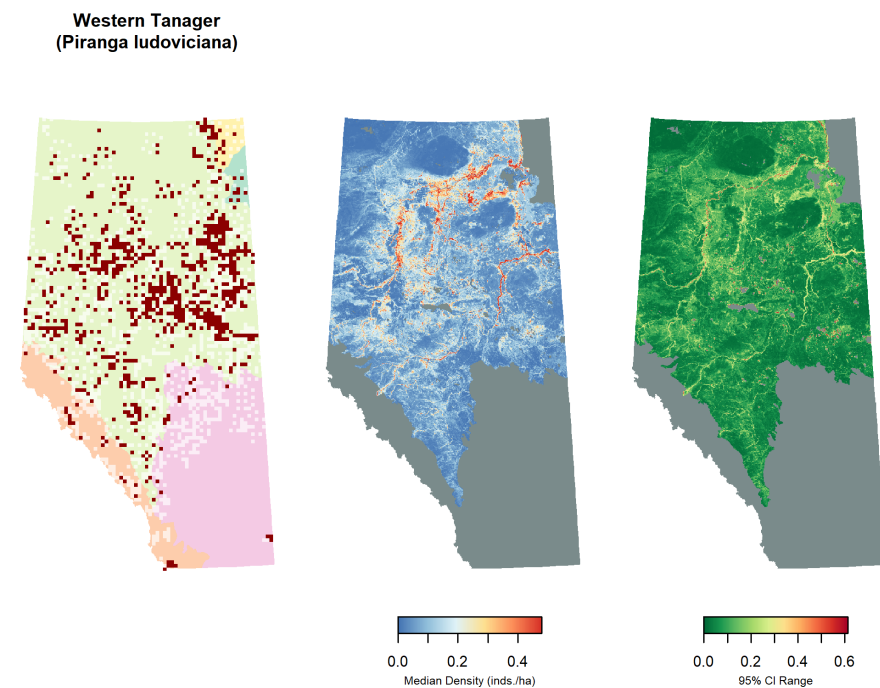 Western Tanager
(Piranga ludoviciana)
0.0 0.2 0.4
Median Density (inds./ha)
0.0 0.2 0.4 0.6
95% CI Range